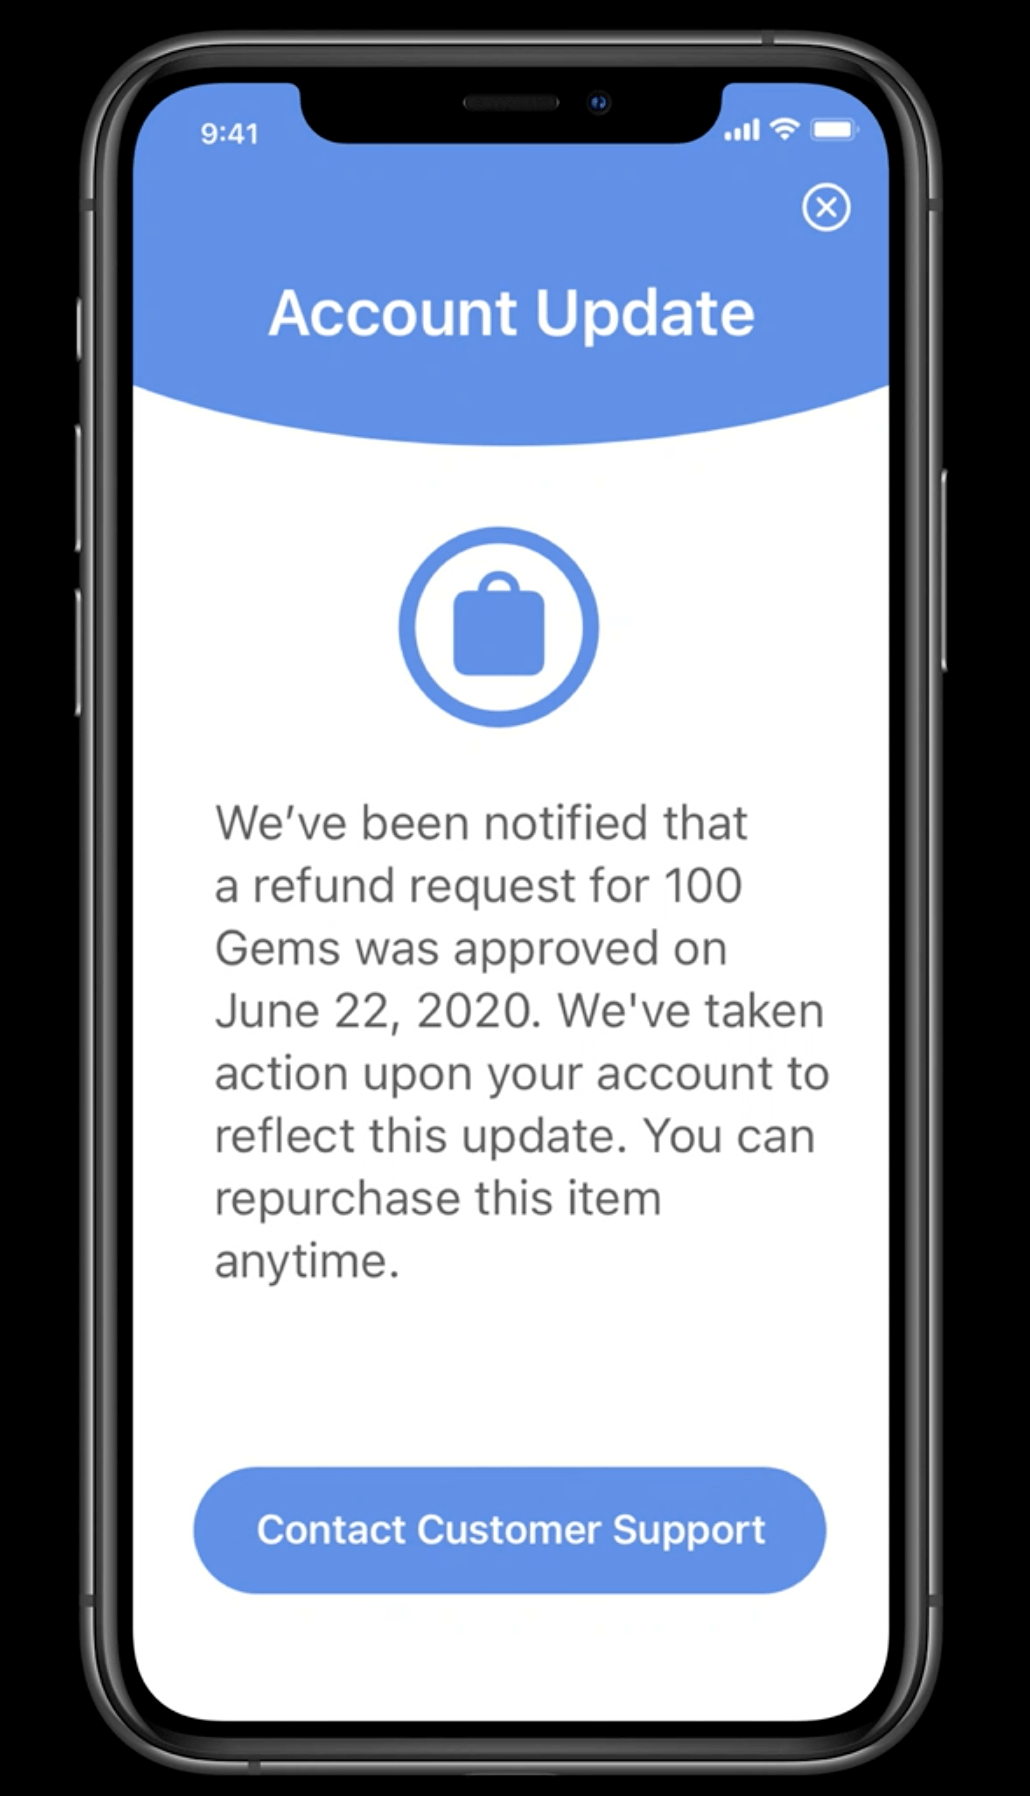 9:41
Account Update
We’ve been notified that
a refund request for 100
Gems was approved on
June 22, 2020. We've taken
action upon your account to
reflect this update. You can
repurchase this item
anytime.
Contact Customer Support